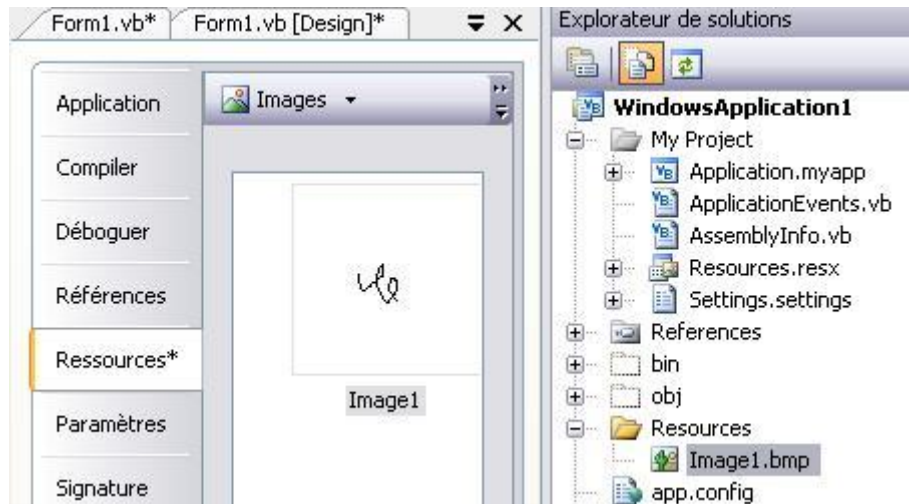 Form1.vb* Form1.vb [Design]*
Application
Compiler
Déboguer
Références
Ressources*
Paramètres
Signature
Images
Image1
Explorateur de solutions
WindowsApplication1
My Project
Application.myapp
ApplicationEvents.vb
AssemblyInfo.vb
Resources.resx
Settings.settings
References
bin
obj
Resources
Image1.bmp
app.config